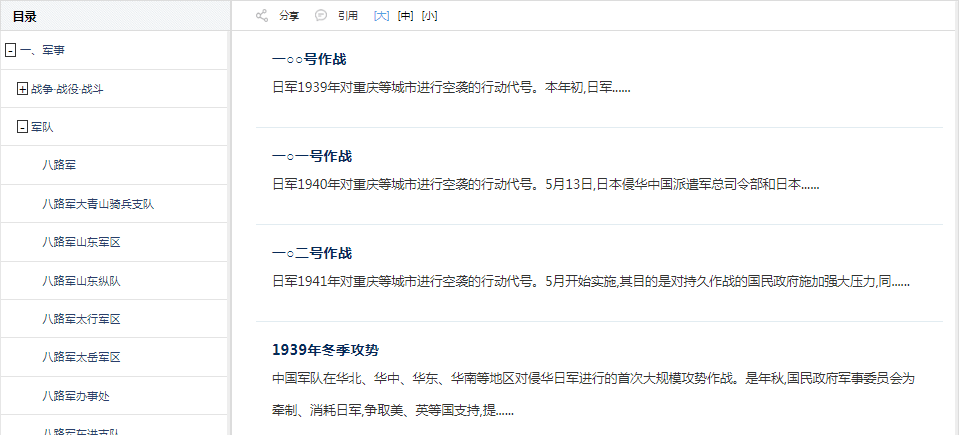 目录
- 一、军事
+ 战争·战役·战斗
- 军队
八路军
八路军大青山骑兵支队
八路军山东军区
八路军山东纵队
八路军太行军区
八路军太岳军区
八路军办事处
八路军东进支队
分享 引用 [大] [中] [小]
一○○号作战
日军1939年对重庆等城市进行空袭的行动代号。本年初,日军......
一○一号作战
日军1940年对重庆等城市进行空袭的行动代号。5月13日,日本侵华中国派遣军总司令部和日本......
一○二号作战
日军1941年对重庆等城市进行空袭的行动代号。5月开始实施,其目的是对持久作战的国民政府施加强大压力,同......
1939年冬季攻势
中国军队在华北、华中、华东、华南等地区对侵华日军进行的首次大规模攻势作战。是年秋,国民政府军事委员会为
牵制、消耗日军,争取美、英等国支持,提......